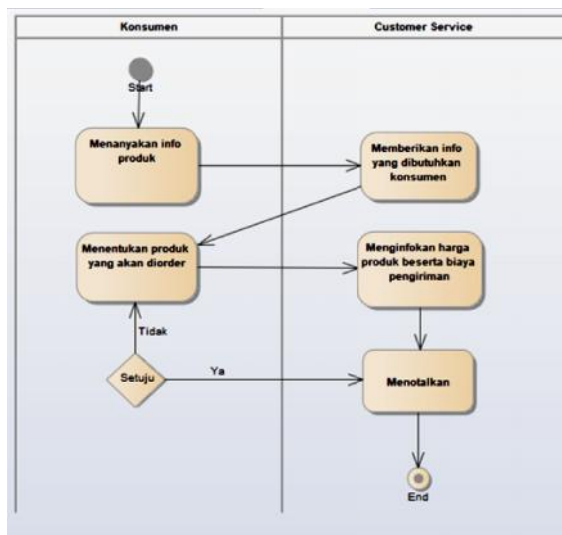 Konsumen
Customer Service
Start
Menanyakan info
produk
Memberikan info
yang dibutuhkan
konsumen
Menentukan produk
yang akan diorder
Menginfokan harga
produk beserta biaya
pengiriman
Tidak
Setuju
Ya
Menotalkan
End